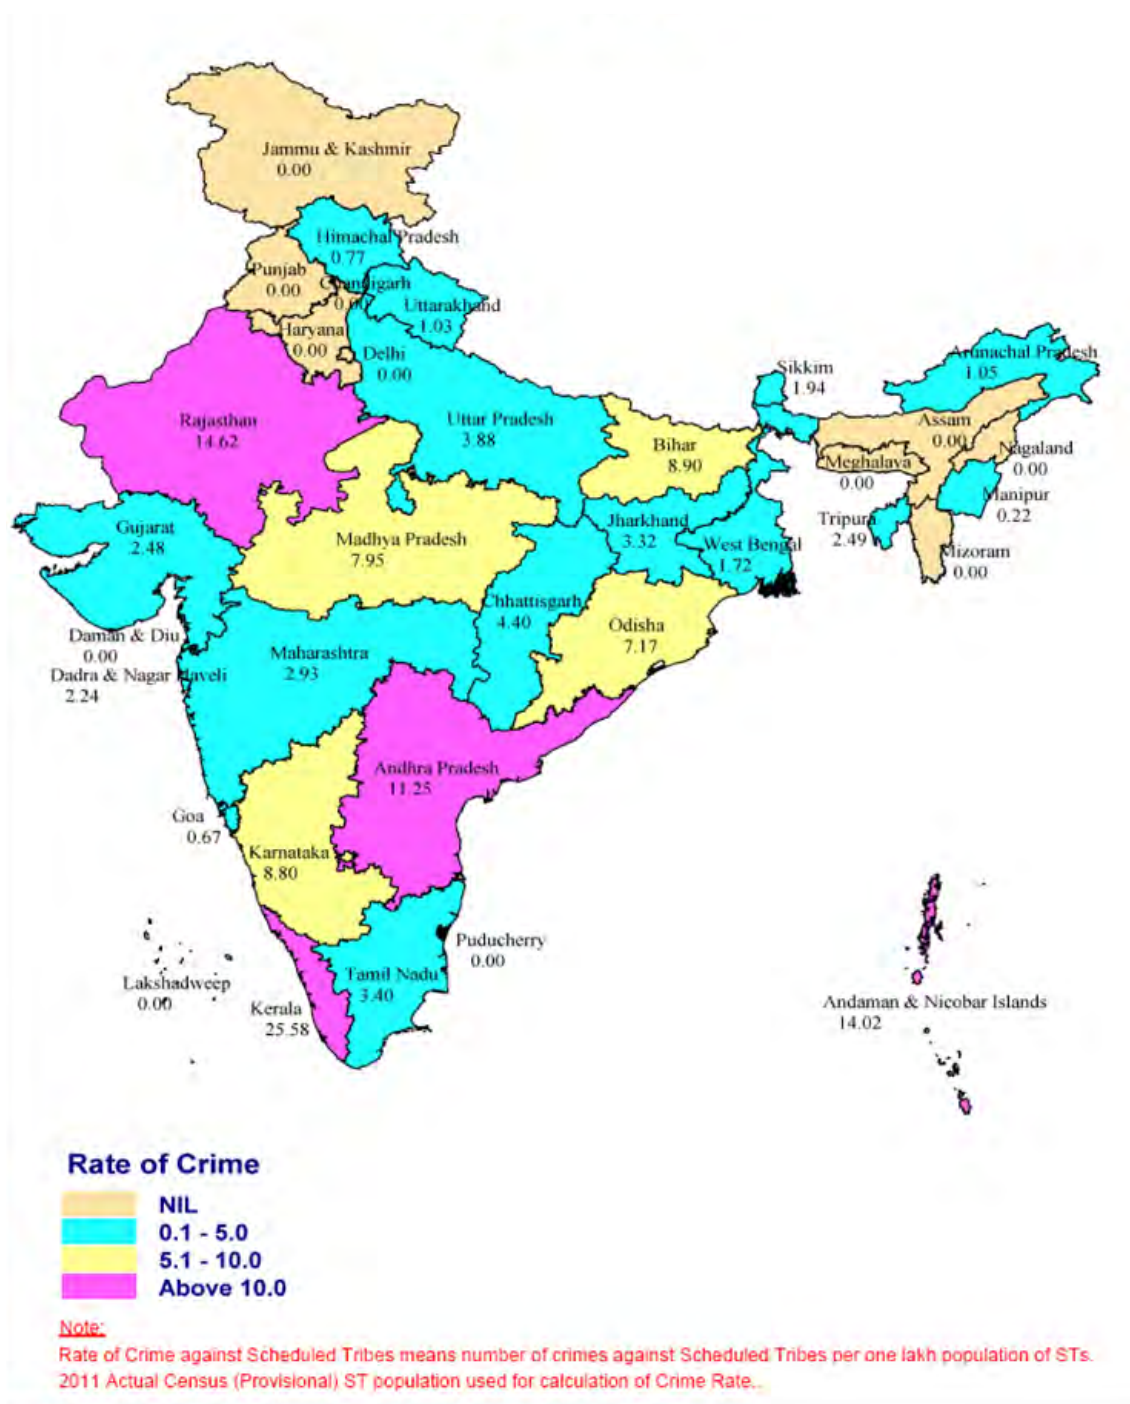 Jammu & Kashmir
0.00
Himachal Pradesh
0.77
Punjab
0.00
Chandigarh
0.00
Uttarakhand
1.03
Haryana
0.00
Delhi
0.00
Rajasthan
14.62
Uttar Pradesh
3.88
Bihar
8.90
Sikkim
1.94
Arunachal Pradesh
1.05
Assam
0.00
Nagaland
0.00
Meghalaya
0.00
Manipur
0.22
Tripura
2.49
Mizoram
0.00
Gujarat
2.48
Madhya Pradesh
7.95
Jharkhand
3.32
West Bengal
1.72
Chhattisgarh
4.40
Odisha
7.17
Daman & Diu
0.00
Dadra & Nagar Haveli
2.24
Maharashtra
2.93
Andhra Pradesh
11.25
Goa
0.67
Karnataka
8.80
Puducherry
0.00
Lakshadweep
0.00
Tamil Nadu
3.40
Kerala
25.58
Andaman & Nicobar Islands
14.02
Rate of Crime
NIL
0.1 - 5.0
5.1 - 10.0
Above 10.0
Note:
Rate of Crime against Scheduled Tribes means number of crimes against Scheduled Tribes per one lakh population of STs.
2011 Actual Census (Provisional) ST population used for calculation of Crime Rate..